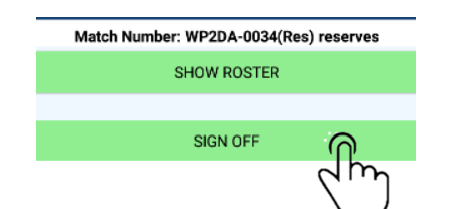 Match Number: WP2DA-0034(Res) reserves
SHOW ROSTER
SIGN OFF